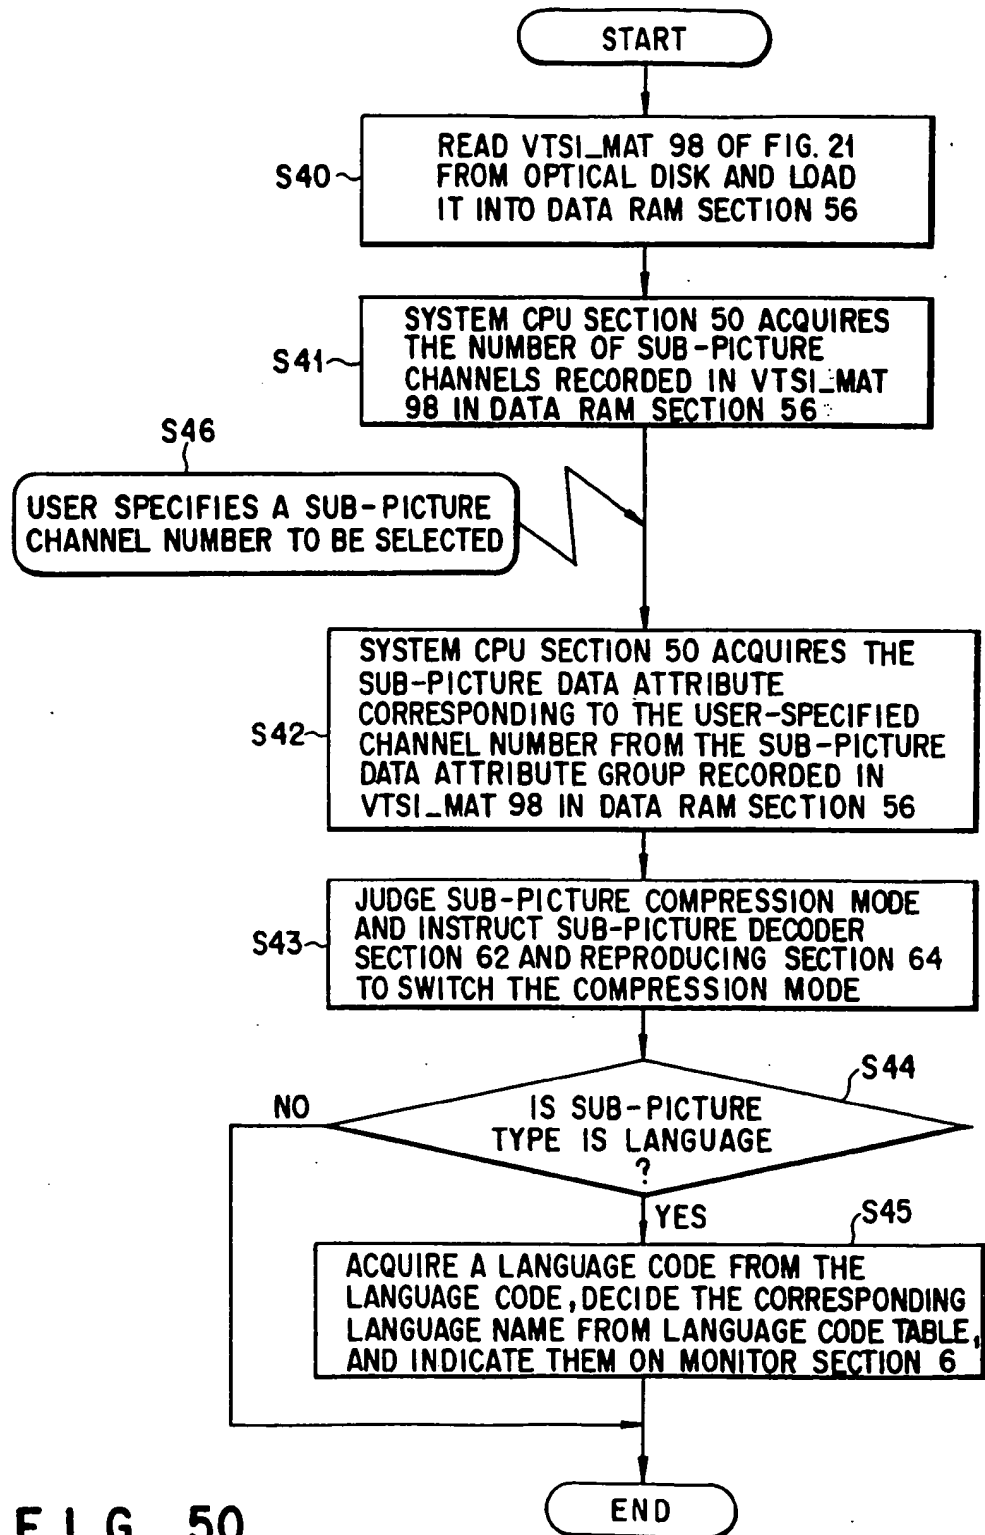 START
S40
READ VTSI_MAT 98 OF FIG. 21
FROM OPTICAL DISK AND LOAD
IT INTO DATA RAM SECTION 56
S41
SYSTEM CPU SECTION 50 ACQUIRES
THE NUMBER OF SUB-PICTURE
CHANNELS RECORDED IN VTSI_MAT
98 IN DATA RAM SECTION 56
S46
USER SPECIFIES A SUB-PICTURE
CHANNEL NUMBER TO BE SELECTED
S42
SYSTEM CPU SECTION 50 ACQUIRES THE
SUB-PICTURE DATA ATTRIBUTE
CORRESPONDING TO THE USER-SPECIFIED
CHANNEL NUMBER FROM THE SUB-PICTURE
DATA ATTRIBUTE GROUP RECORDED IN
VTSI_MAT 98 IN DATA RAM SECTION 56
S43
JUDGE SUB-PICTURE COMPRESSION MODE
AND INSTRUCT SUB-PICTURE DECODER
SECTION 62 AND REPRODUCING SECTION 64
TO SWITCH THE COMPRESSION MODE
S44
NO
IS SUB-PICTURE
TYPE IS LANGUAGE
?
YES
S45
ACQUIRE A LANGUAGE CODE FROM THE
LANGUAGE CODE, DECIDE THE CORRESPONDING
LANGUAGE NAME FROM LANGUAGE CODE TABLE,
AND INDICATE THEM ON MONITOR SECTION 6
END
FIG. 50